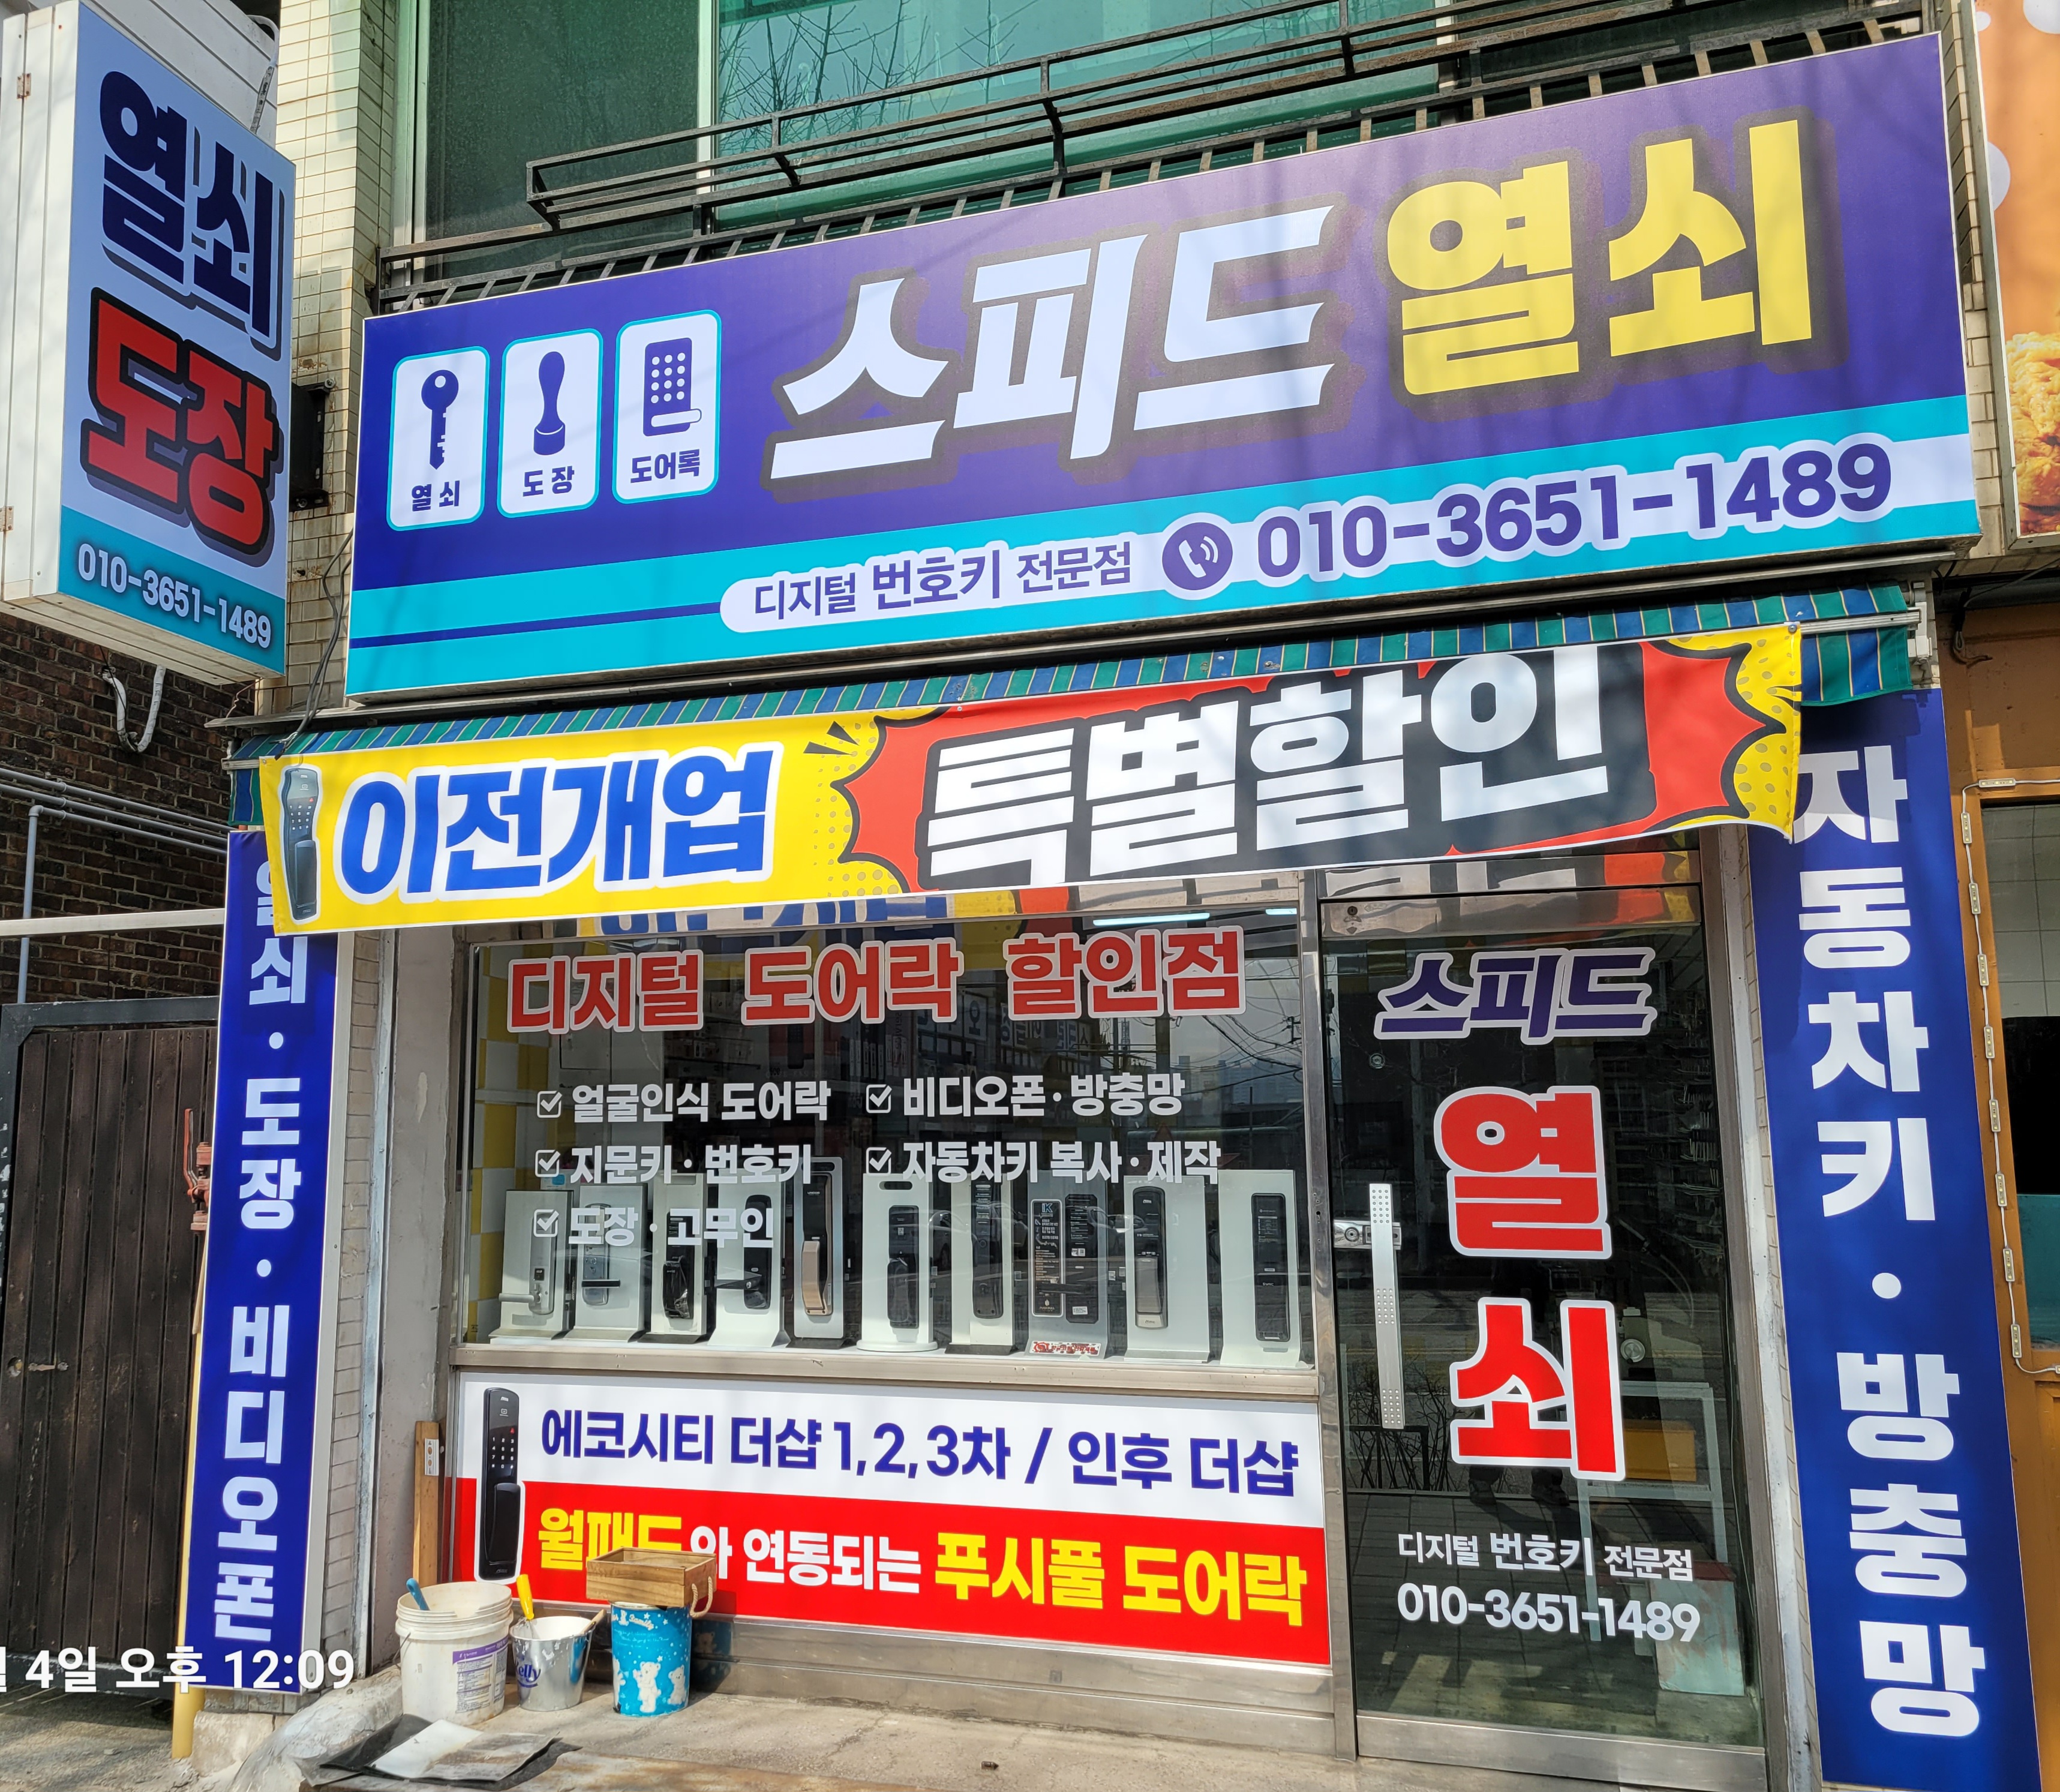 열쇠
도장
010-3651-1489
열쇠
도장
도어록
스피드 열쇠
디지털 번호키 전문점 010-3651-1489
이전개업 특별할인
열쇠·도장·비디오폰
자동차키·방충망
디지털 도어락 할인점
얼굴인식 도어락
비디오폰·방충망
지문키·번호키
자동차키 복사·제작
도장·고무인
스피드
열쇠
디지털 번호키 전문점
010-3651-1489
에코시티 더샵 1,2,3차 / 인후 더샵
월패드와 연동되는 푸시풀 도어락
4일 오후 12:09